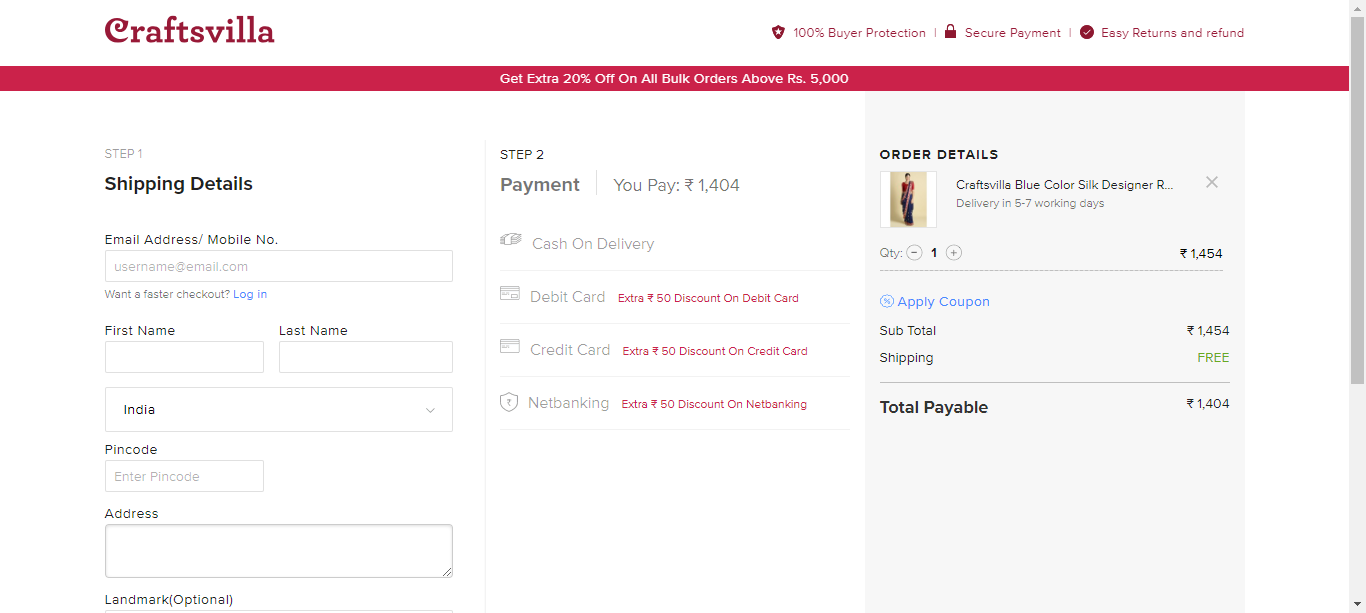 Craftsvilla
100% Buyer Protection | Secure Payment | Easy Returns and refund
Get Extra 20% Off On All Bulk Orders Above Rs. 5,000
STEP 1
Shipping Details
Email Address/ Mobile No.
username@email.com
Want a faster checkout? Log in
First Name
Last Name
India
Pincode
Enter Pincode
Address
Landmark(Optional)
STEP 2
Payment
You Pay: ₹ 1,404
Cash On Delivery
Debit Card Extra ₹ 50 Discount On Debit Card
Credit Card Extra ₹ 50 Discount On Credit Card
Netbanking Extra ₹ 50 Discount On Netbanking
ORDER DETAILS
Craftsvilla Blue Color Silk Designer R...
Delivery in 5-7 working days
Qty: 1 ₹ 1,454
Apply Coupon
Sub Total ₹ 1,454
Shipping FREE
Total Payable ₹ 1,404